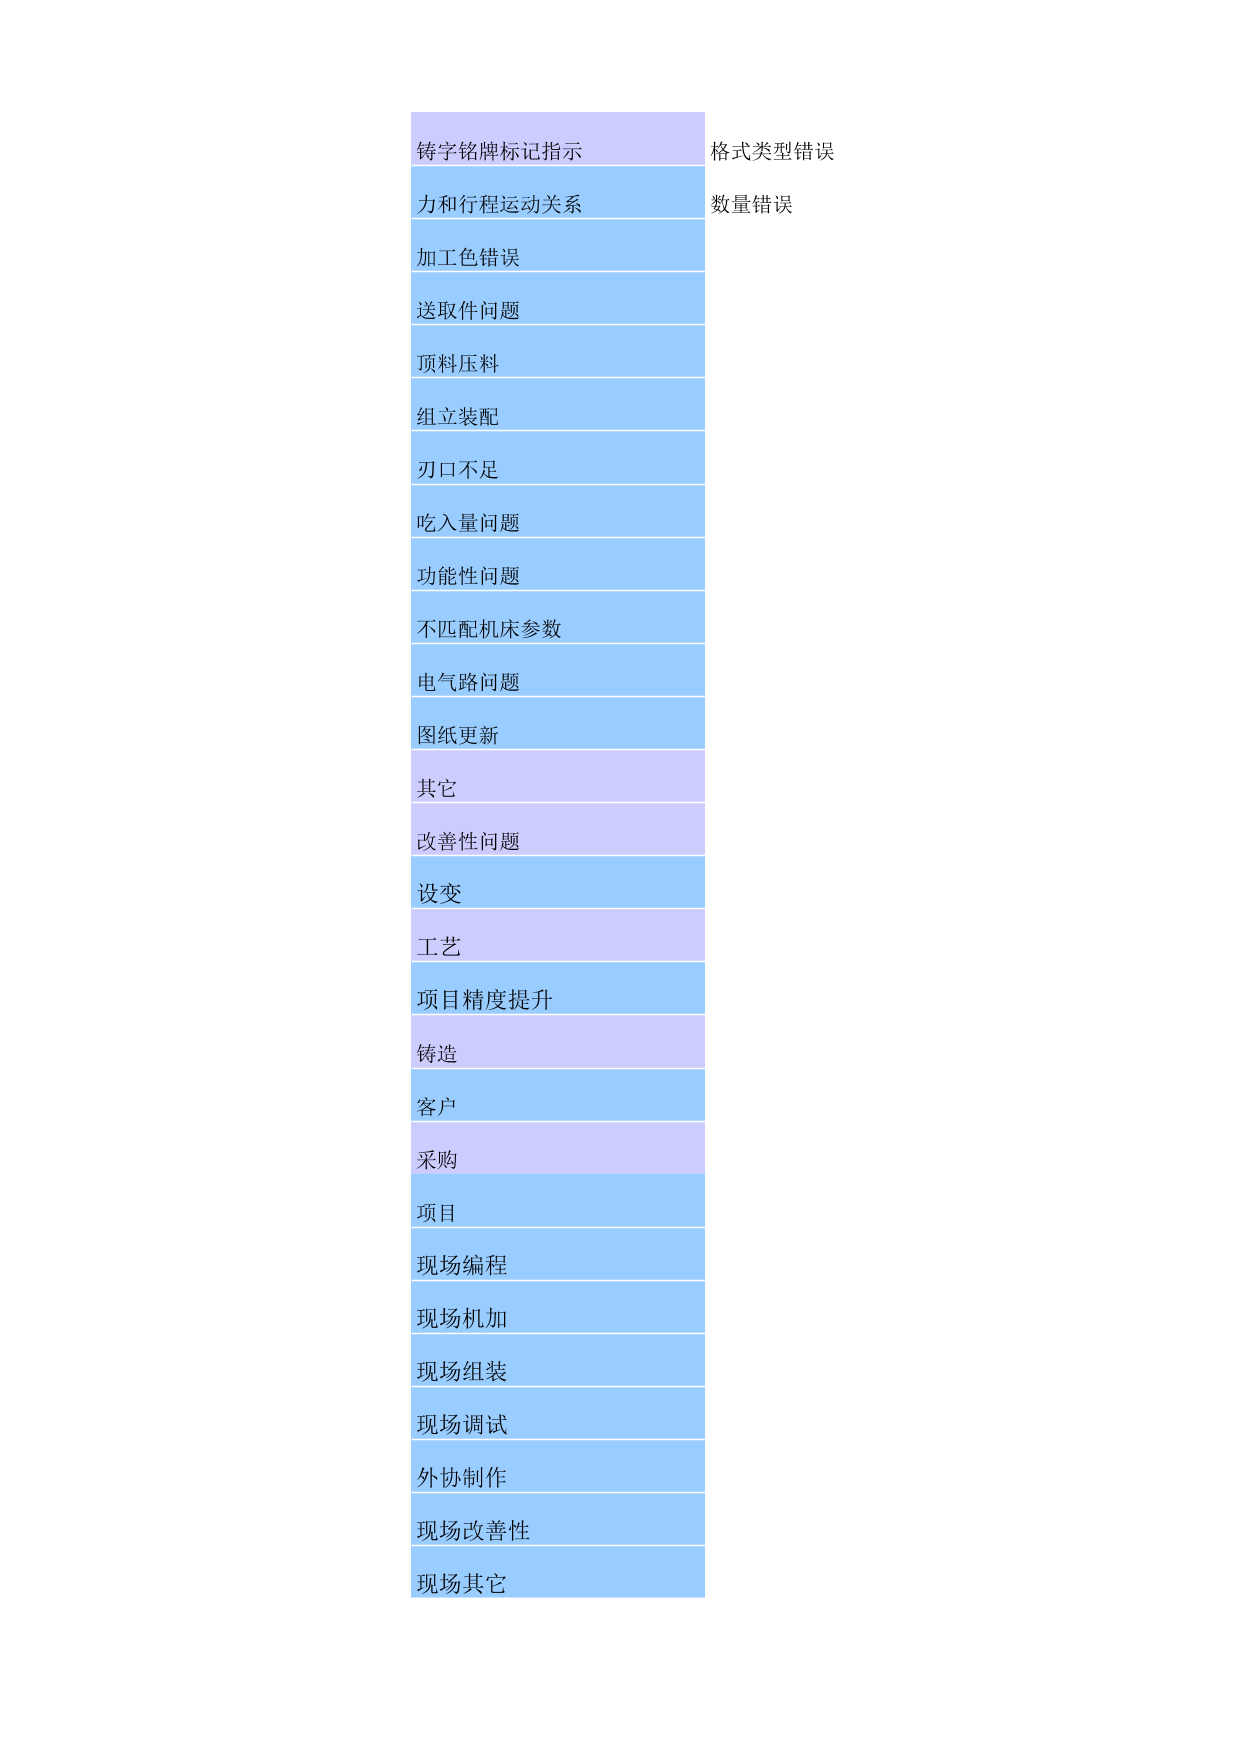 铸字铭牌标记指示 格式类型错误
力和行程运动关系 数量错误
加工色错误
送取件问题
顶料压料
组立装配
刃口不足
吃入量问题
功能性问题
不匹配机床参数
电气路问题
图纸更新
其它
改善性问题
设变
工艺
项目精度提升
铸造
客户
采购
项目
现场编程
现场机加
现场组装
现场调试
外协制作
现场改善性
现场其它